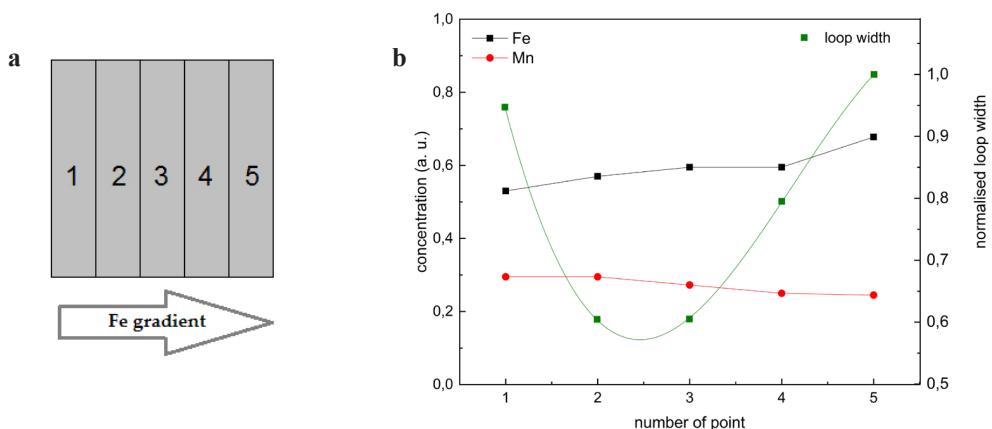 a
1 2 3 4 5
Fe gradient
b
Fe
Mn
loop width
concentration (a. u.)
1,0
0,8
0,6
0,4
0,2
0,0
1 2 3 4 5
number of point
1,0
0,9
0,8
0,7
0,6
0,5
normalised loop width